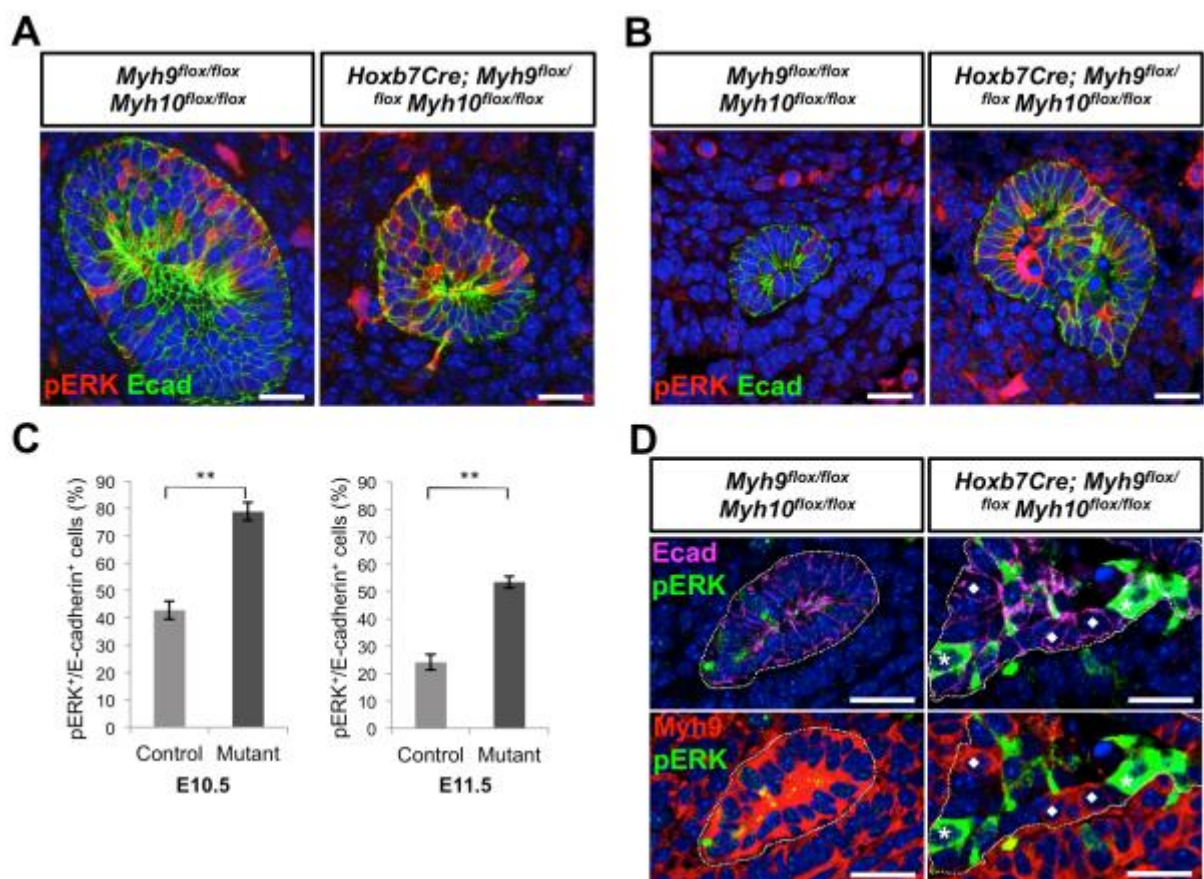 A
Myh9flox/flox
Myh10flox/flox
Hoxb7Cre; Myh9flox/
flox Myh10flox/flox
pERK Ecad
B
Myh9flox/flox
Myh10flox/flox
Hoxb7Cre; Myh9flox/
flox Myh10flox/flox
pERK Ecad
C
pERK+/E-cadherin+ cells (%)
90
80
70
60
50
40
30
20
10
0
**
Control Mutant
E10.5
pERK+/E-cadherin+ cells (%)
90
80
70
60
50
40
30
20
10
0
**
Control Mutant
E11.5
D
Myh9flox/flox
Myh10flox/flox
Hoxb7Cre; Myh9flox/
flox Myh10flox/flox
Ecad
pERK
* *
Myh9
pERK
* *